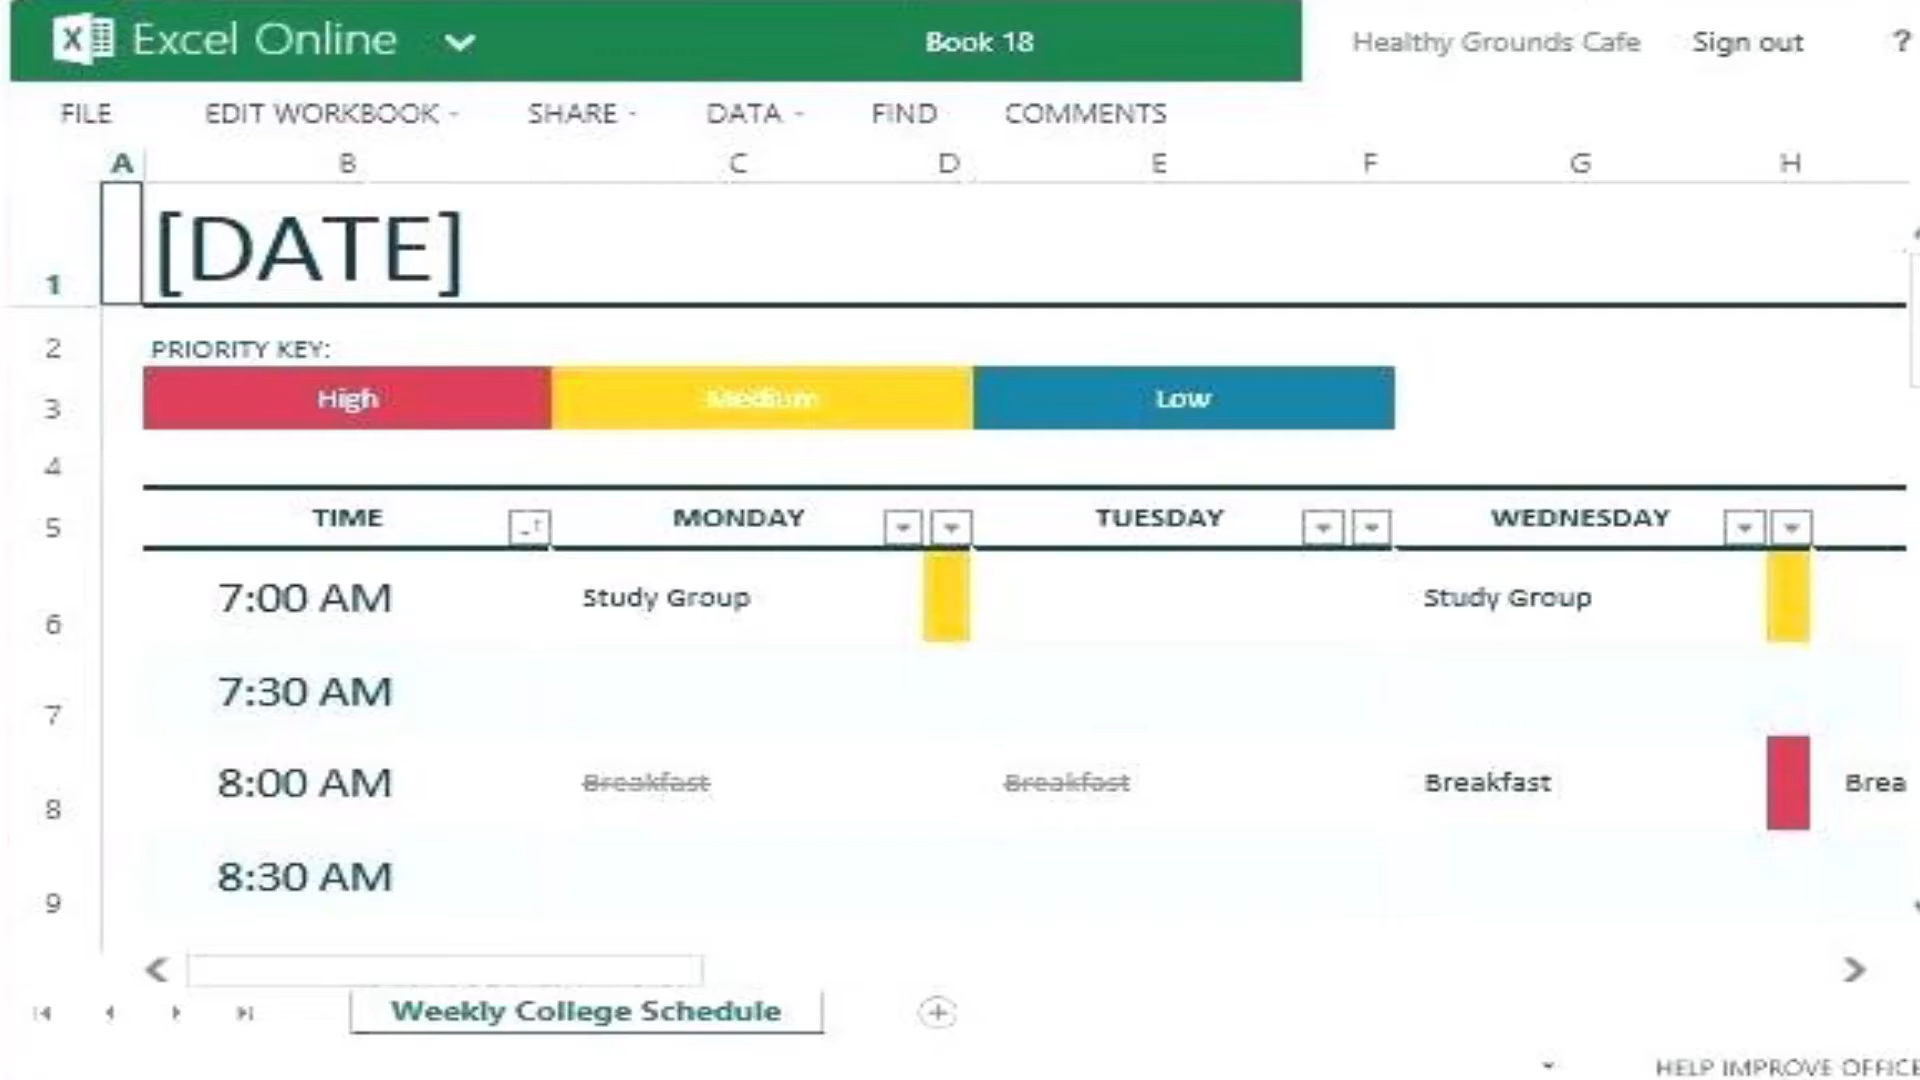 Excel Online Book 18 Healthy Grounds Cafe Sign out ?
FILE EDIT WORKBOOK SHARE DATA FIND COMMENTS
A B C D E F G H
1 [DATE]
2 PRIORITY KEY:
3 High Medium Low
4
5 TIME MONDAY TUESDAY WEDNESDAY
6 7:00 AM Study Group Study Group
7 7:30 AM
8 8:00 AM Breakfast Breakfast Breakfast Brea
9 8:30 AM
Weekly College Schedule
HELP IMPROVE OFFICE